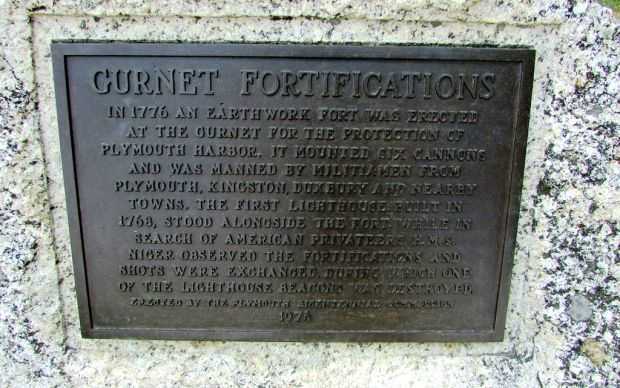 GURNET FORTIFICATIONS
IN 1776 AN EARTHWORK FORT WAS ERECTED
AT THE GURNET FOR THE PROTECTION OF
PLYMOUTH HARBOR. IT MOUNTED SIX CANNONS
AND WAS MANNED BY MILITIAMEN FROM
PLYMOUTH, KINGSTON, DUXBURY AND NEARBY
TOWNS. THE FIRST LIGHTHOUSE BUILT IN
1768, STOOD ALONGSIDE THE FORT. WHILE IN
SEARCH OF AMERICAN PRIVATEERS H.M.S.
NIGER OBSERVED THE FORTIFICATIONS AND
SHOTS WERE EXCHANGED DURING WHICH ONE
OF THE LIGHTHOUSE BEACONS WAS DESTROYED.
ERECTED BY THE PLYMOUTH BICENTENNIAL COMMISSION
1976